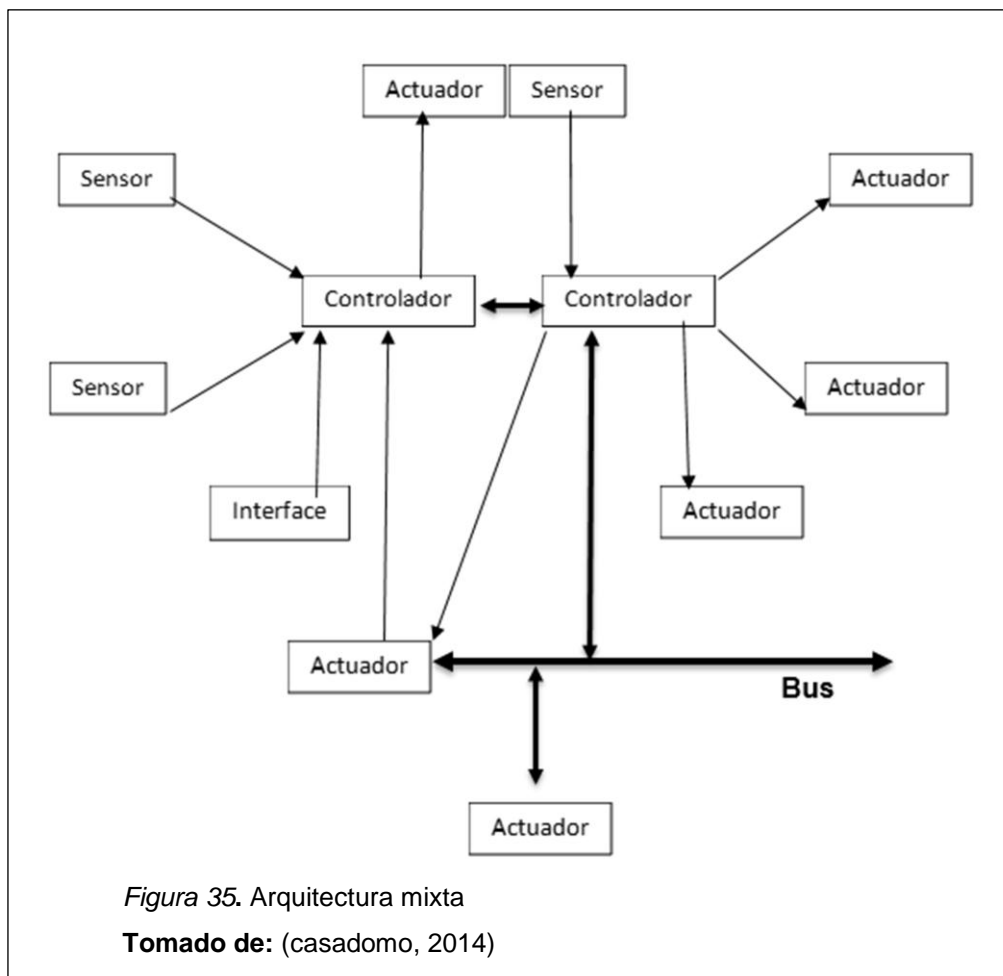 Actuador Sensor
Sensor Actuador
Controlador Controlador
Sensor Actuador
Interface Actuador
Actuador
Bus
Actuador
Figura 35. Arquitectura mixta
Tomado de: (casadomo, 2014)